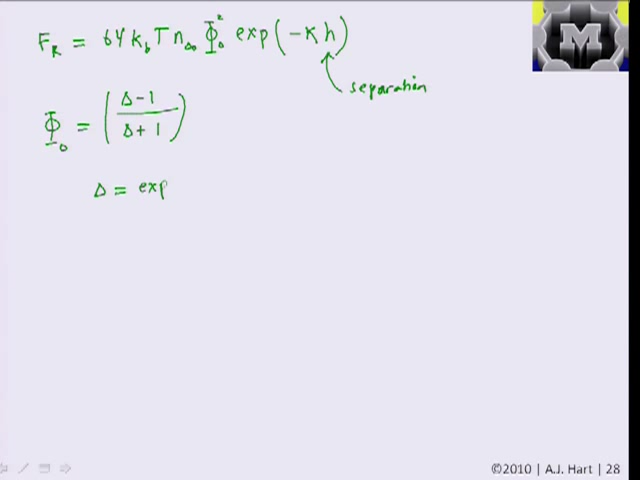 F_R = 64 k_b T n_∞ Φ_0^2 exp(-κh)
separation
Φ_0 = (Δ-1 / Δ+1)
Δ = exp
M
©2010 | A.J. Hart | 28